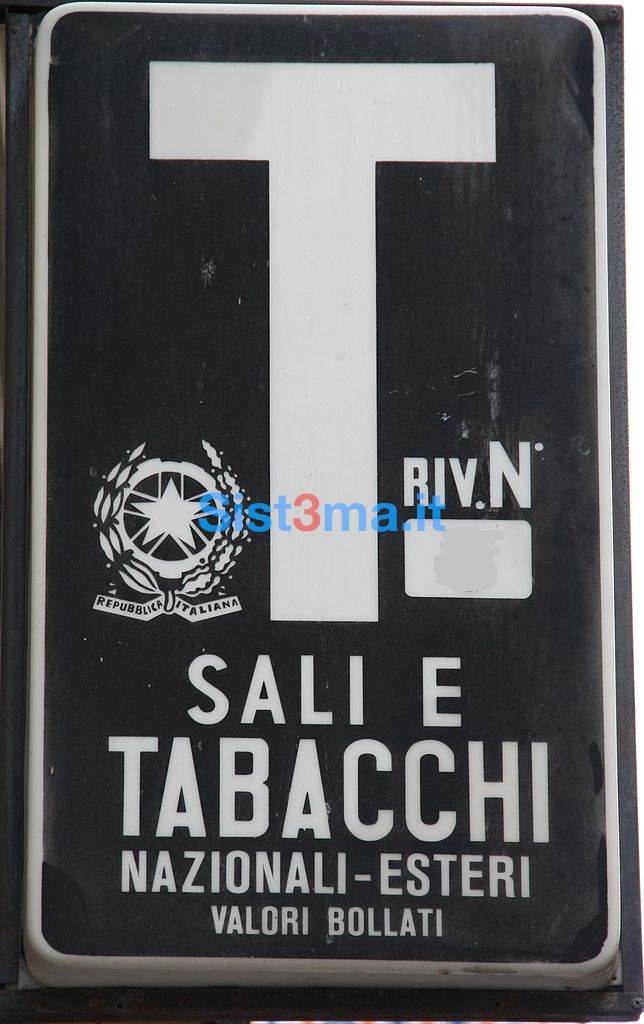 T
RIV. N°
REPUBBLICA ITALIANA
Sist3ma.it
SALI E
TABACCHI
NAZIONALI-ESTERI
VALORI BOLLATI